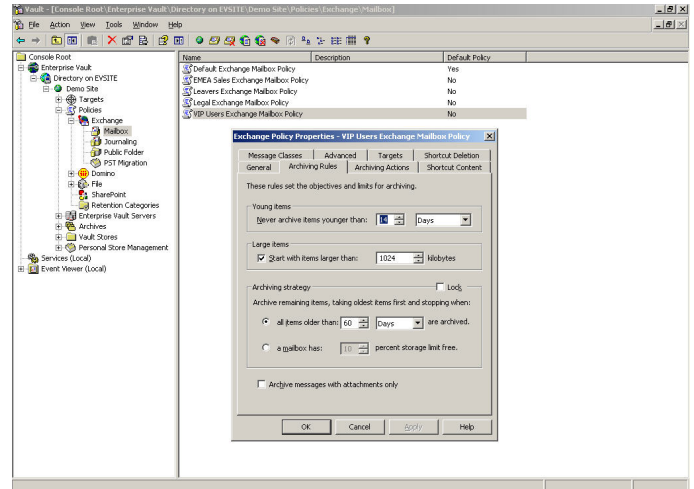 Vault - [Console Root\Enterprise Vault\Directory on EVSITE\Demo Site\Policies\Exchange\Mailbox]
File Action View Tools Window Help
Console Root
Enterprise Vault
Directory on EVSITE
Demo Site
Targets
Policies
Exchange
Mailbox
Journaling
Public Folder
PST Migration
Domino
File
SharePoint
Retention Categories
Enterprise Vault Servers
Archives
Vault Stores
Personal Store Management
Services (Local)
Event Viewer (Local)
Name Description Default Policy
Default Exchange Mailbox Policy Yes
EMEA Sales Exchange Mailbox Policy No
Leavers Exchange Mailbox Policy No
Legal Exchange Mailbox Policy No
VIP Users Exchange Mailbox Policy No
Exchange Policy Properties - VIP Users Exchange Mailbox Policy
Message Classes Advanced Targets Shortcut Deletion
General Archiving Rules Archiving Actions Shortcut Content
These rules set the objectives and limits for archiving.
Young items
Never archive items younger than: 14 Days
Large items
Start with items larger than: 1024 kilobytes
Archiving strategy Lock
Archive remaining items, taking oldest items first and stopping when:
all items older than: 60 Days are archived.
a mailbox has: 10 percent storage limit free.
Archive messages with attachments only
OK Cancel Apply Help